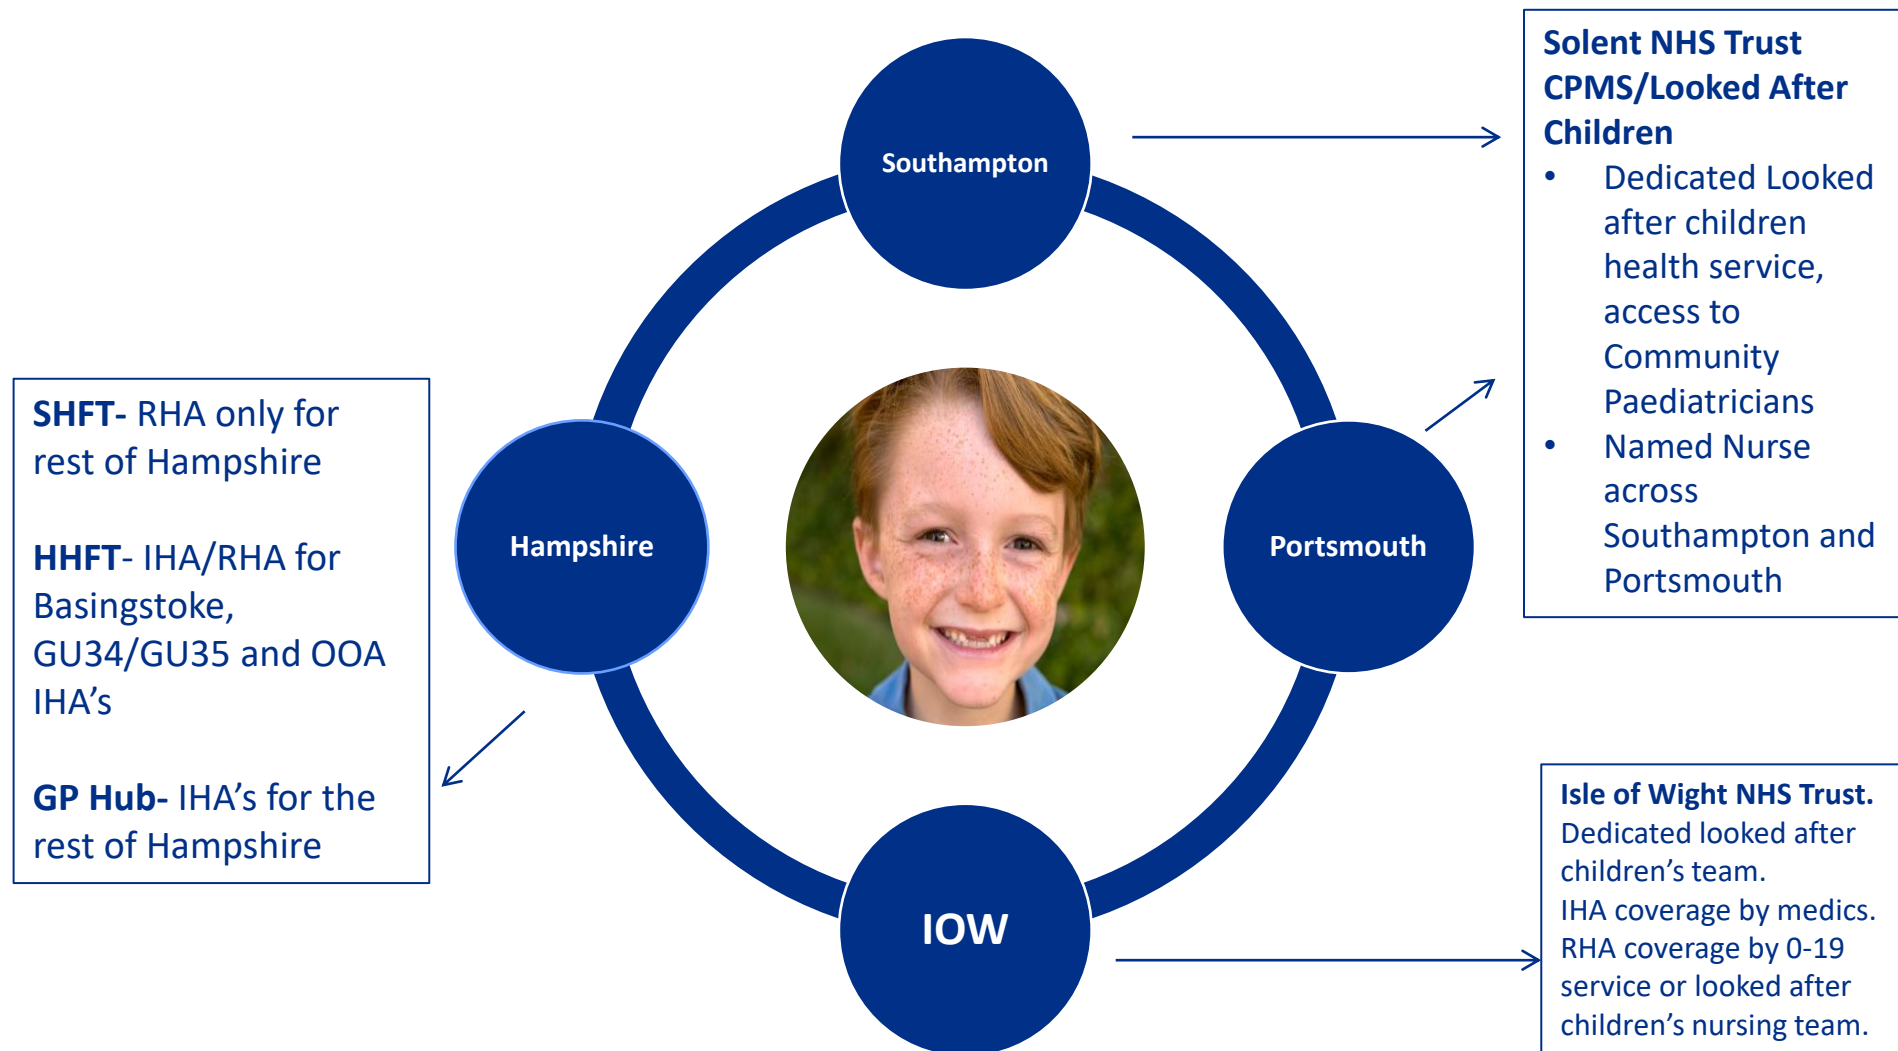 Southampton
Solent NHS Trust
CPMS/Looked After
Children
• Dedicated Looked
after children
health service,
access to
Community
Paediatricians
• Named Nurse
across
Southampton and
Portsmouth
SHFT- RHA only for
rest of Hampshire
HHFT- IHA/RHA for
Basingstoke,
GU34/GU35 and OOA
IHA’s
GP Hub- IHA’s for the
rest of Hampshire
Hampshire
Portsmouth
IOW
Isle of Wight NHS Trust.
Dedicated looked after
children’s team.
IHA coverage by medics.
RHA coverage by 0-19
service or looked after
children’s nursing team.